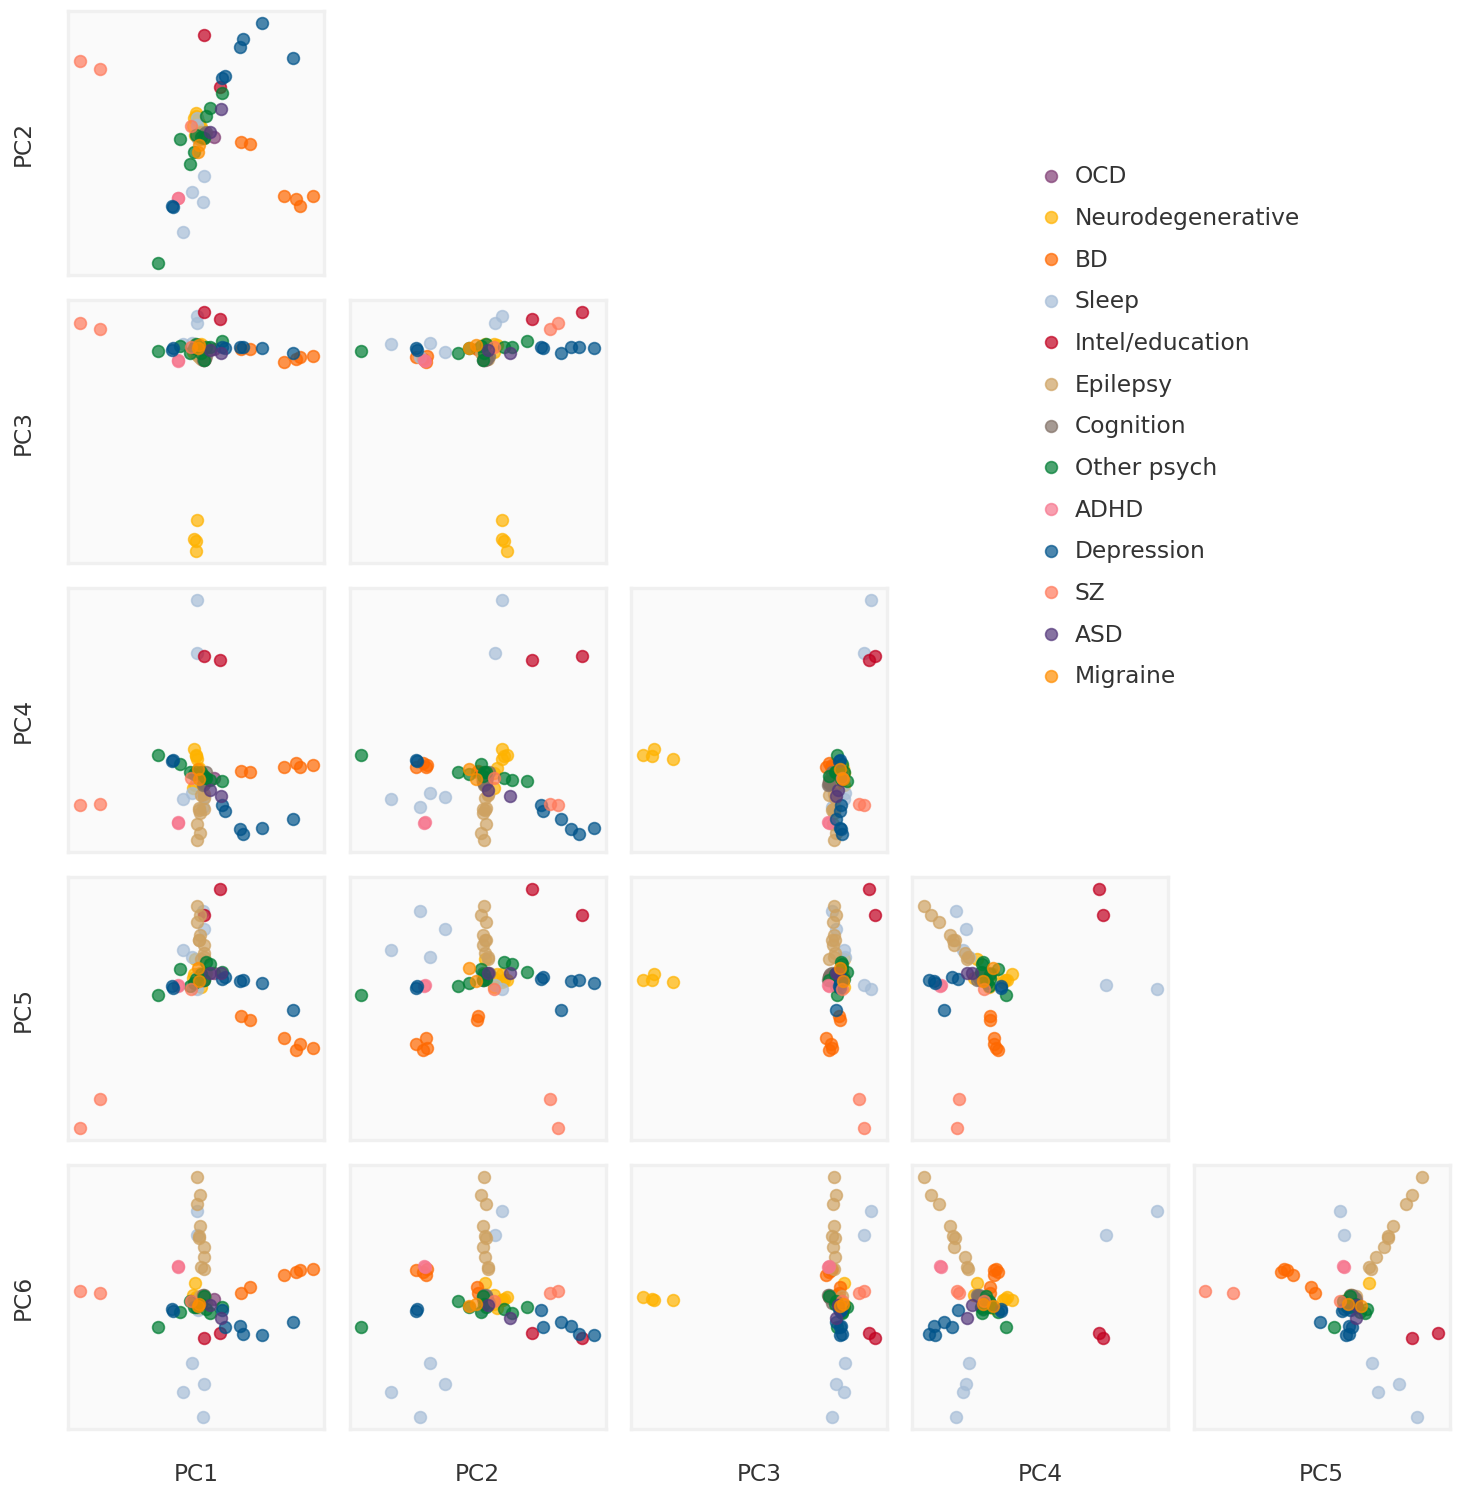 PC2
OCD
Neurodegenerative
BD
Sleep
Intel/education
Epilepsy
Cognition
Other psych
ADHD
Depression
SZ
ASD
Migraine
PC3
PC4
PC5
PC6
PC1
PC2
PC3
PC4
PC5